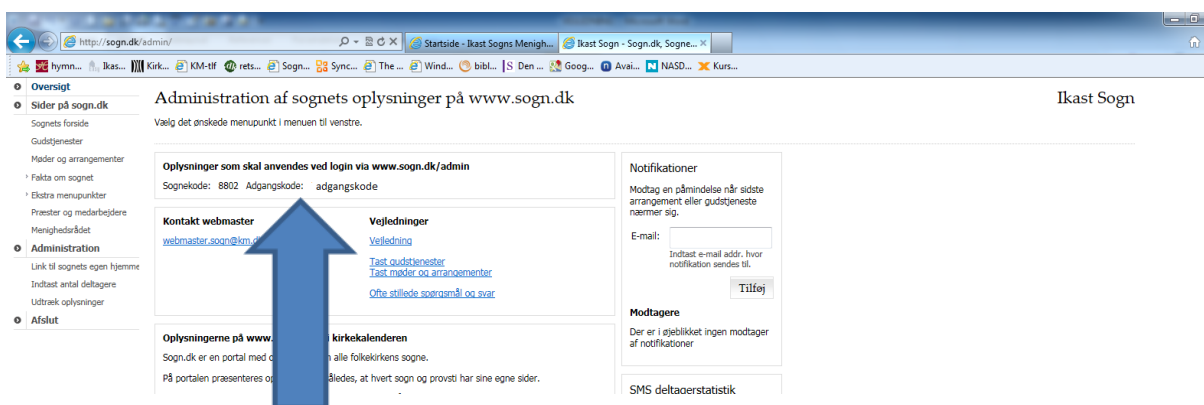 http://sogn.dk/admin/
Startside - Ikast Sogns Menigh...
Ikast Sogn - Sogn.dk, Sogne...
hymn... Ikas... Kirk... KM-tlf rets... Sogn... Sync... The ... Wind... bibl... Den ... Goog... Avai... NASD... Kurs...
Oversigt
Sider på sogn.dk
Sognets forside
Gudstjenester
Møder og arrangementer
Fakta om sognet
Ekstra menupunkter
Præster og medarbejdere
Menighedsrådet
Administration
Link til sognets egen hjemme
Indtast antal deltagere
Udtræk oplysninger
Afslut
Administration af sognets oplysninger på www.sogn.dk
Ikast Sogn
Vælg det ønskede menupunkt i menuen til venstre.
Oplysninger som skal anvendes ved login via www.sogn.dk/admin
Sognekode: 8802 Adgangskode: adgangskode
Kontakt webmaster
webmaster.sogn@km.d
Vejledninger
Vejledning
Tast gudstjenester
Tast møder og arrangementer
Ofte stillede spørgsmål og svar
Oplysningerne på www. i kirkekalenderen
Sogn.dk er en portal med alle folkekirkens sogne.
På portalen præsenteres op åledes, at hvert sogn og provsti har sine egne sider.
Notifikationer
Modtag en påmindelse når sidste
arrangement eller gudstjeneste
nærmer sig.
E-mail:
Indtast e-mail addr. hvor
notifikation sendes til.
Tilføj
Modtagere
Der er i øjeblikket ingen modtager
af notifikationer
SMS deltagerstatistik